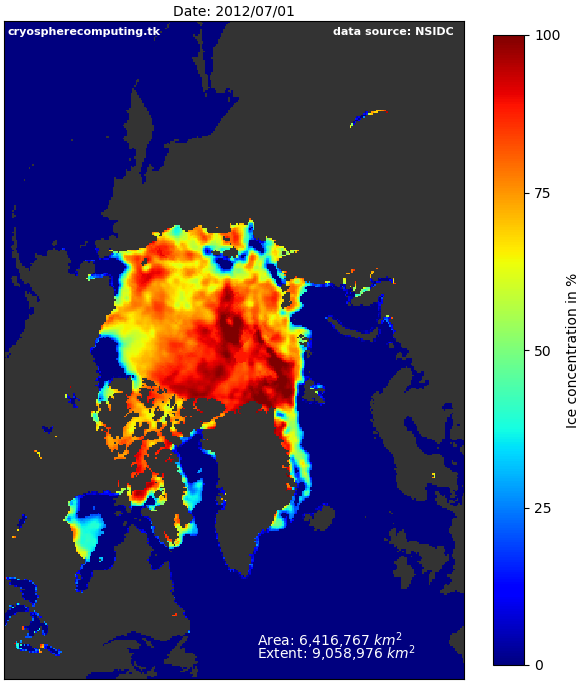 Date: 2012/07/01
cryospherecomputing.tk data source: NSIDC
100
75
50
25
0
Ice concentration in %
Area: 6,416,767 km²
Extent: 9,058,976 km²